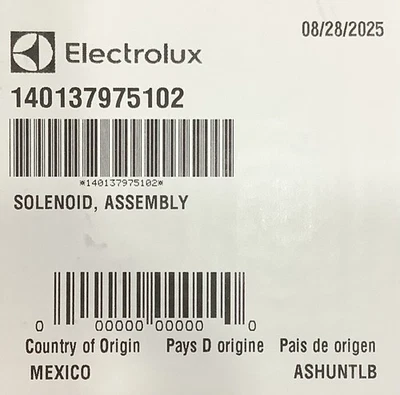 08/28/2025
Electrolux
140137975102
*140137975102*
SOLENOID, ASSEMBLY
0 00000 00000 0
Country of Origin Pays D origine Pais de origen
MEXICO ASHUNTLB